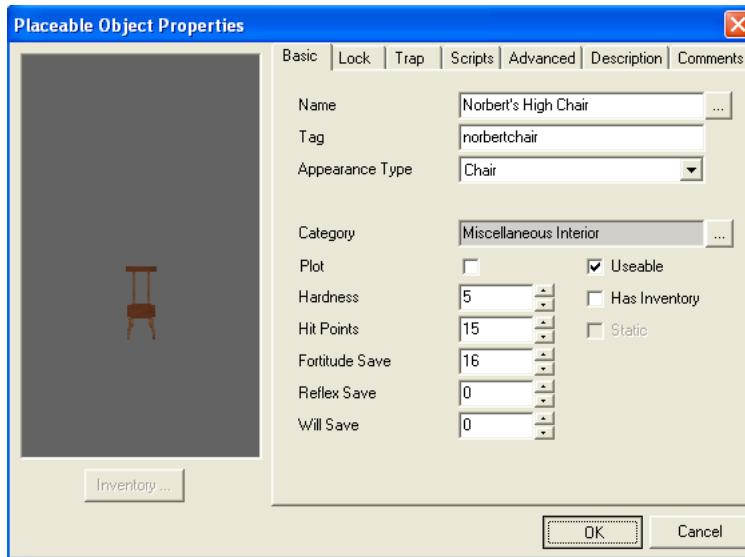 Placeable Object Properties
Basic Lock Trap Scripts Advanced Description Comments
Name Norbert's High Chair ...
Tag norbertchair
Appearance Type Chair
Category Miscellaneous Interior ...
Plot Useable
Hardness 5 Has Inventory
Hit Points 15 Static
Fortitude Save 16
Reflex Save 0
Will Save 0
Inventory ...
OK Cancel